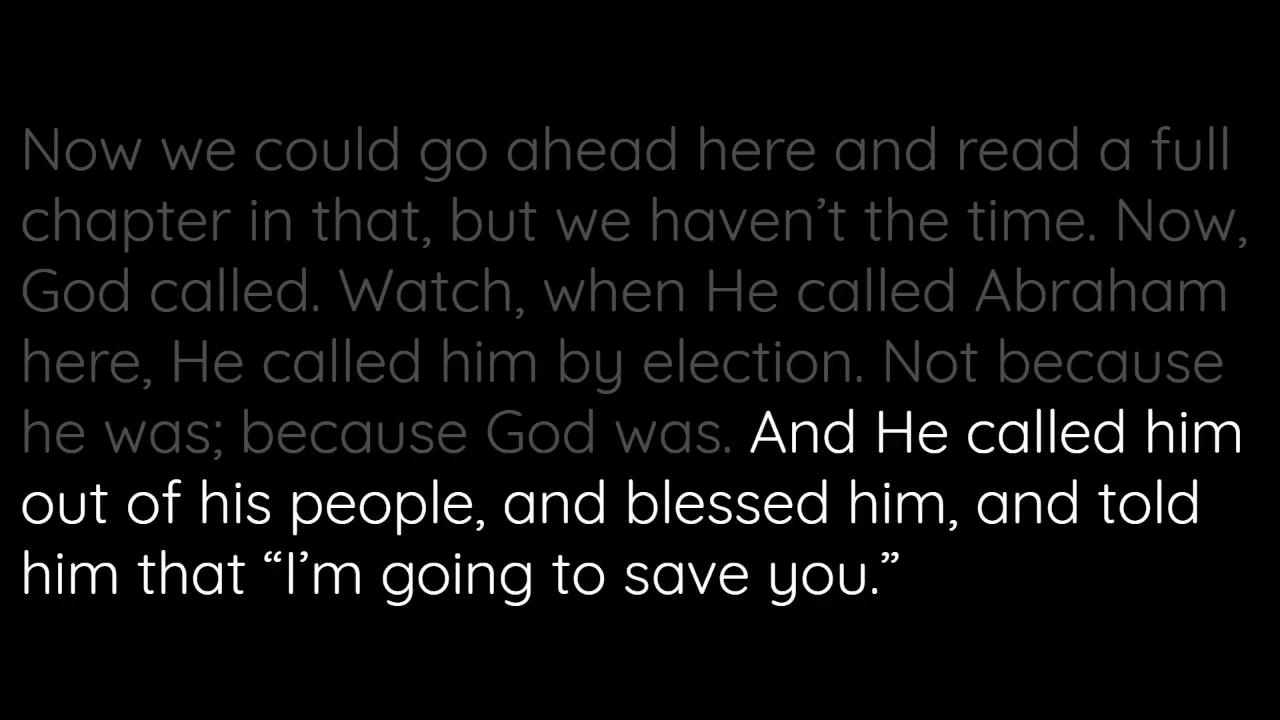 Now we could go ahead here and read a full
chapter in that, but we haven’t the time. Now,
God called. Watch, when He called Abraham
here, He called him by election. Not because
he was; because God was. And He called him
out of his people, and blessed him, and told
him that “I’m going to save you.”